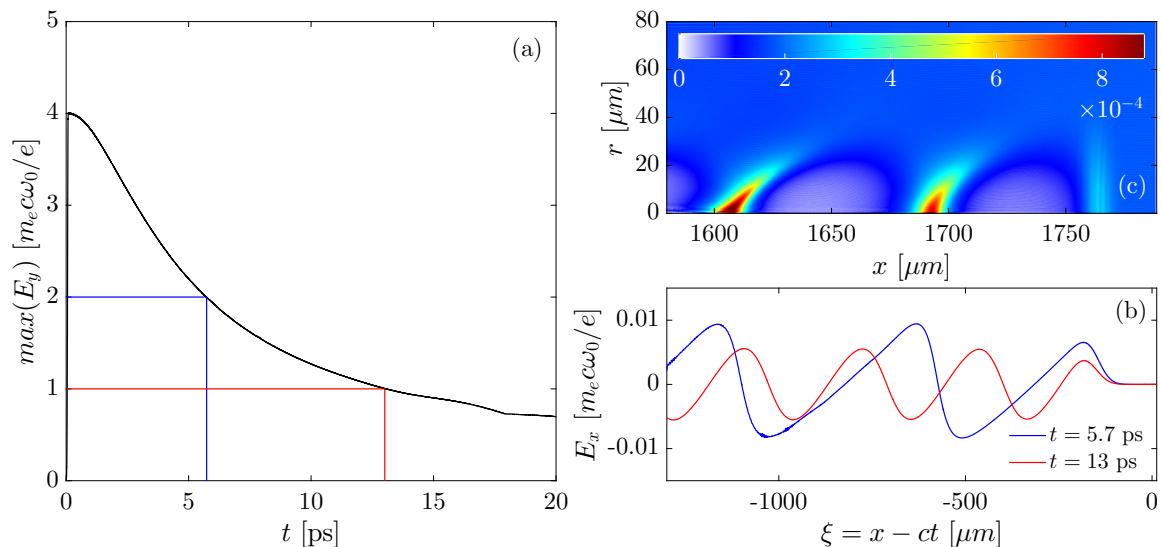 (a)
5
4
3
2
1
0
max(E_y) [m_e cω_0/e]
0 5 10 15 20
t [ps]
0 2 4 6 8
×10^{-4}
80
60
40
20
0
r [μm]
(c)
1600 1650 1700 1750
x [μm]
(b)
0.01
0
-0.01
E_x [m_e cω_0/e]
t = 5.7 ps
t = 13 ps
-1000 -500 0
ξ = x − ct [μm]